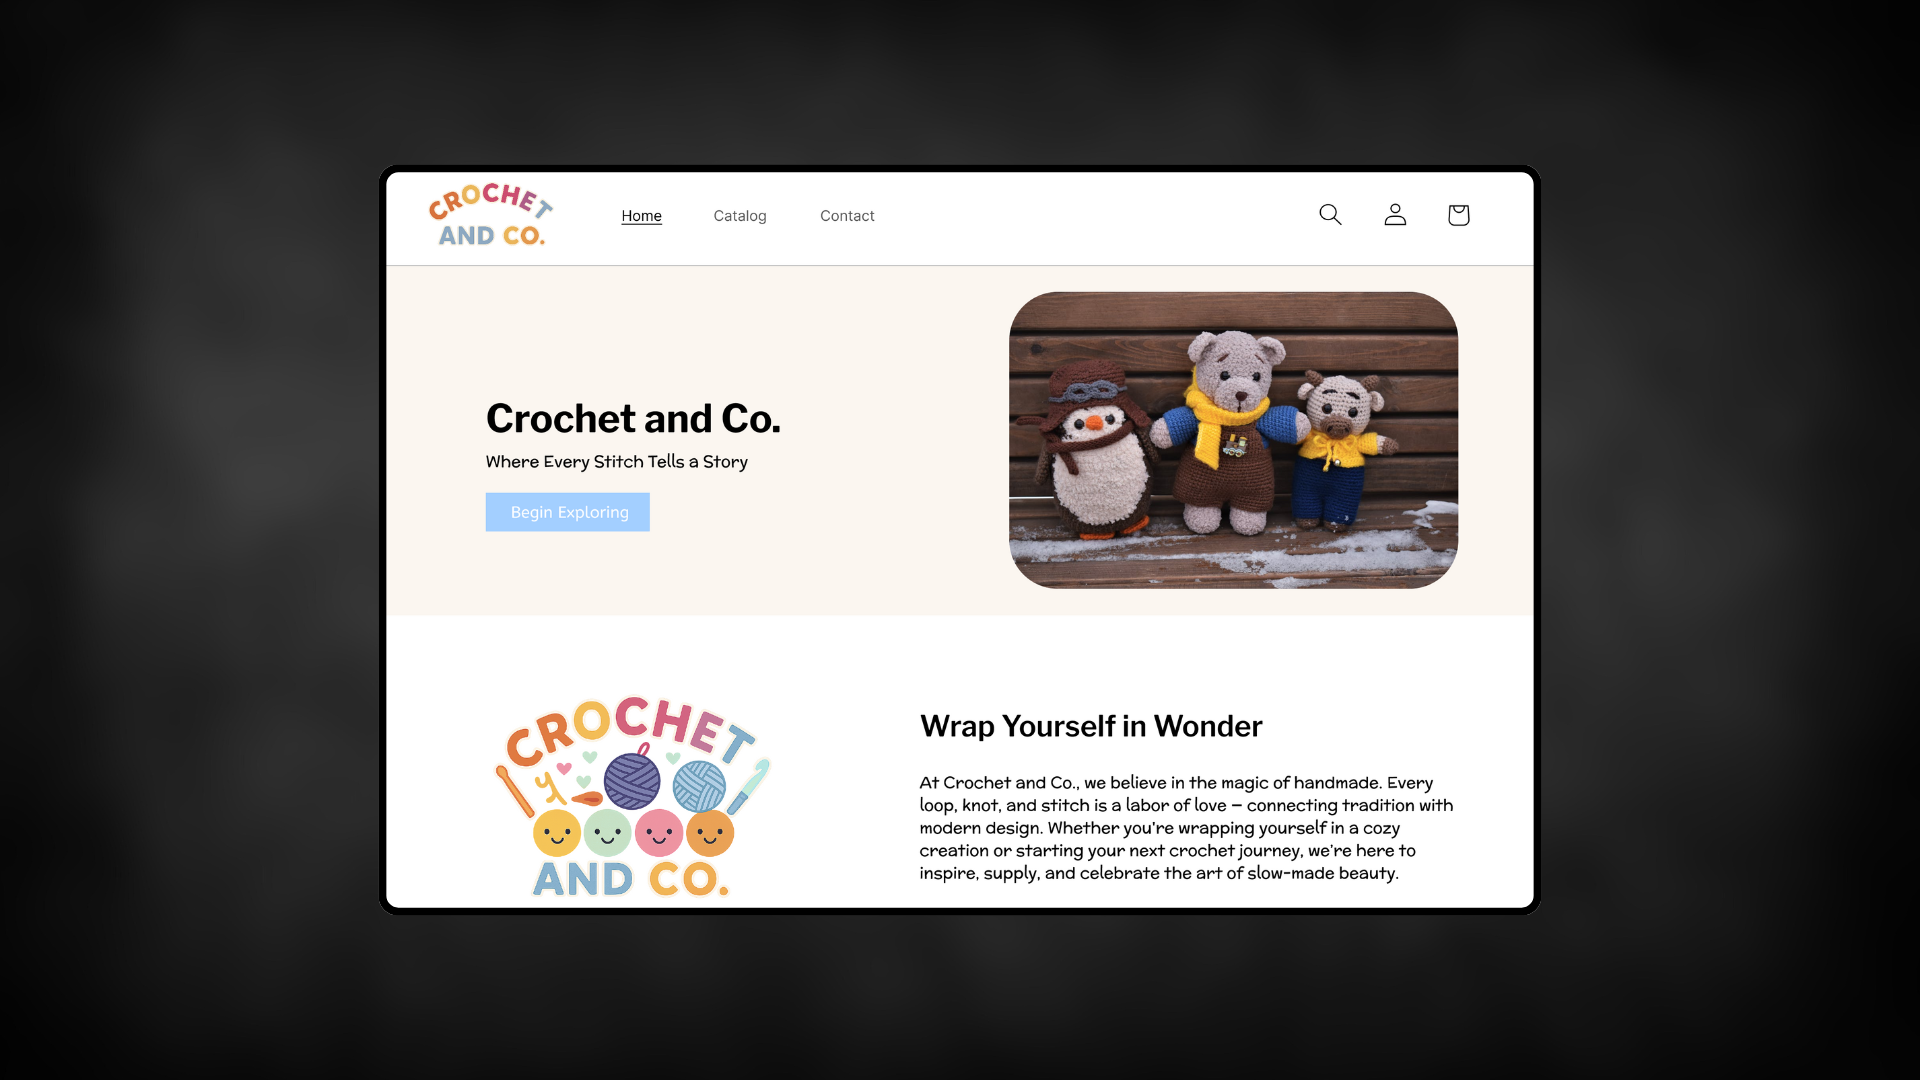 CROCHET
AND CO.
Home
Catalog
Contact
Crochet and Co.
Where Every Stitch Tells a Story
Begin Exploring
CROCHET
AND CO.
Wrap Yourself in Wonder
At Crochet and Co., we believe in the magic of handmade. Every
loop, knot, and stitch is a labor of love – connecting tradition with
modern design. Whether you're wrapping yourself in a cozy
creation or starting your next crochet journey, we're here to
inspire, supply, and celebrate the art of slow-made beauty.